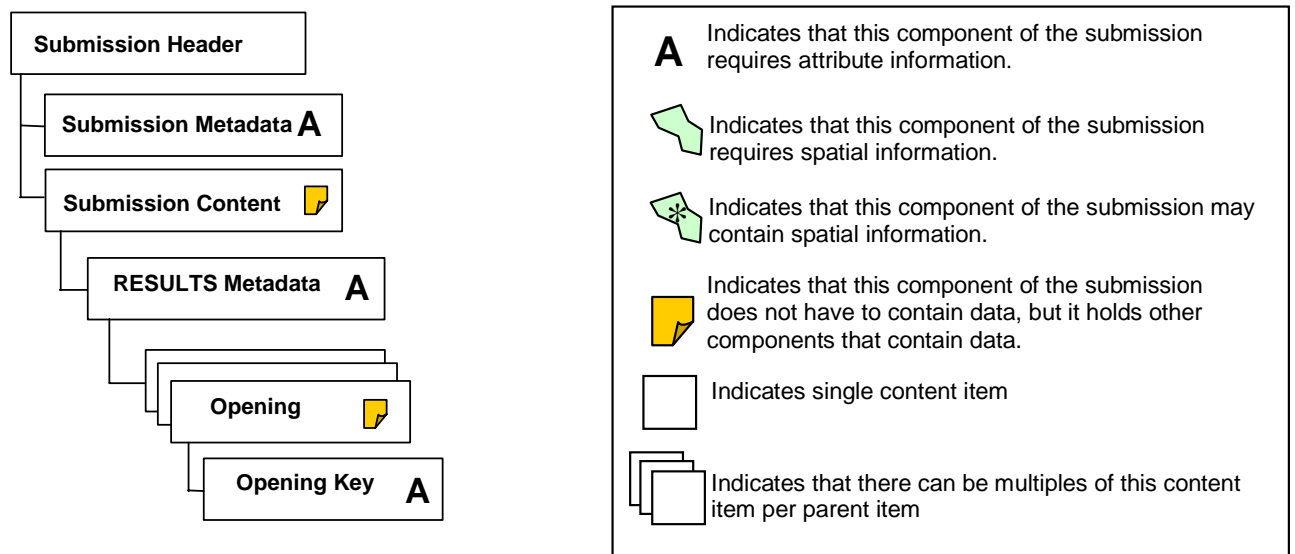 Submission Header
Submission Metadata A
Submission Content
RESULTS Metadata A
Opening
Opening Key A
A Indicates that this component of the submission
requires attribute information.
Indicates that this component of the submission
requires spatial information.
* Indicates that this component of the submission may
contain spatial information.
Indicates that this component of the submission
does not have to contain data, but it holds other
components that contain data.
Indicates single content item
Indicates that there can be multiples of this content
item per parent item